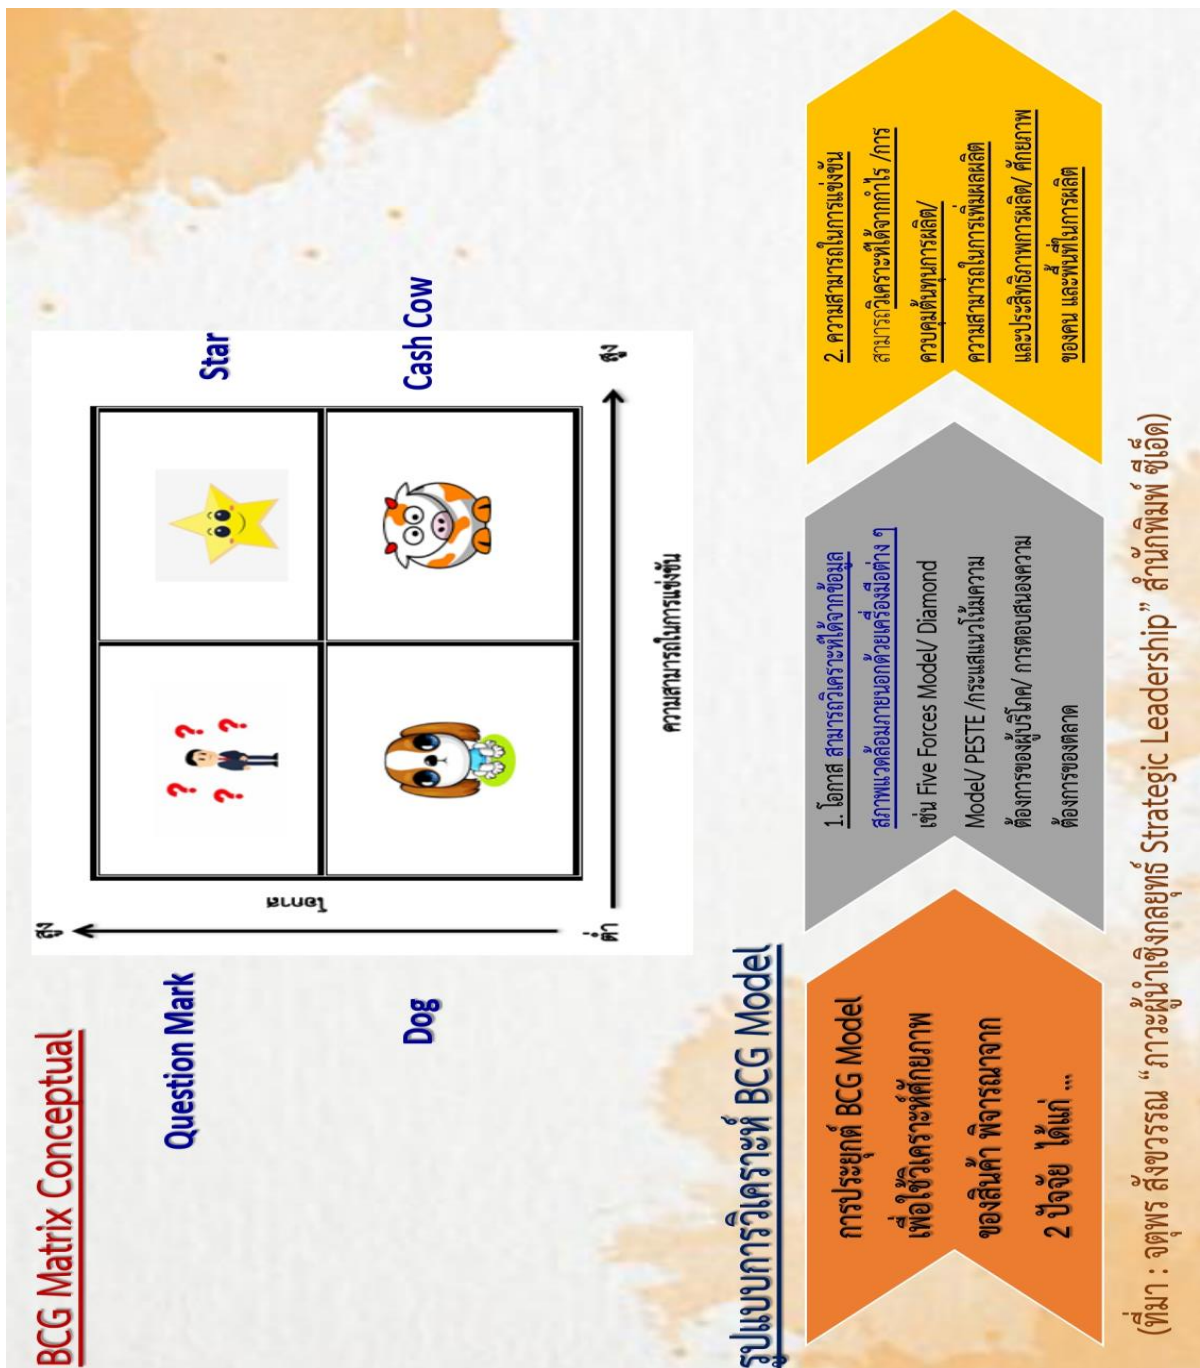 BCG Matrix Conceptual
Question Mark
Star
Dog
Cash Cow
สูง
โอกาส
ต่ำ
ความสามารถในการแข่งขัน
สูง
? ? ? ?
รูปแบบการวิเคราะห์ BCG Model
การประยุกต์ BCG Model
เพื่อใช้วิเคราะห์ศักยภาพ
ของสินค้า พิจารณาจาก
2 ปัจจัย ได้แก่ ...
1. โอกาส สามารถวิเคราะห์ได้จากข้อมูล
สภาพแวดล้อมภายนอกด้วยเครื่องมือต่าง ๆ
เช่น Five Forces Model/ Diamond
Model/ PESTE /กระแสแนวโน้มความ
ต้องการของผู้บริโภค/ การตอบสนองความ
ต้องการของตลาด
2. ความสามารถในการแข่งขัน
สามารถวิเคราะห์ได้จากกำไร /การ
ควบคุมต้นทุนการผลิต/
ความสามารถในการเพิ่มผลผลิต
และประสิทธิภาพการผลิต/ ศักยภาพ
ของคน และพื้นที่ในการผลิต
(ที่มา : จตุพร สังขวรรณ “ภาวะผู้นำเชิงกลยุทธ์ Strategic Leadership” สำนักพิมพ์ ซีเอ็ด)